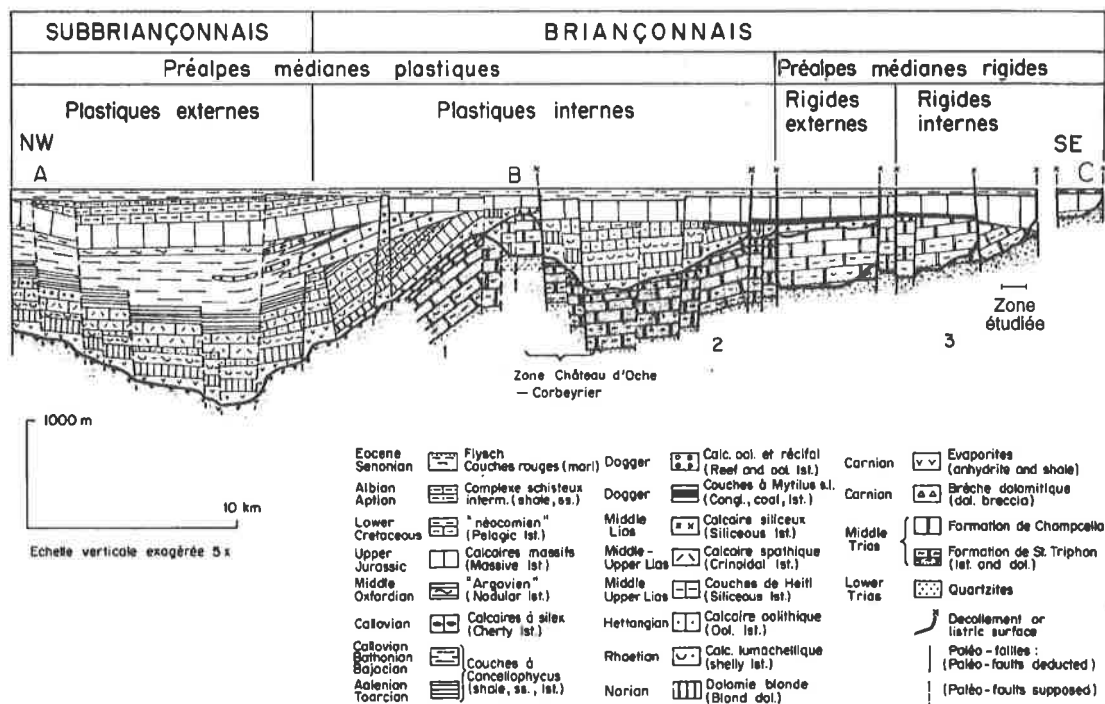 SUBBRIANÇONNAIS
BRIANÇONNAIS
Préalpes médianes plastiques
Préalpes médianes rigides
Plastiques externes
Plastiques internes
Rigides externes
Rigides internes
NW
SE
A
B
C
1
2
3
Zone étudiée
Zone Château d'Oche
— Corbeyrier
1000 m
10 km
Echelle verticale exagérée 5 x
Eocene
Senonian
Flysch
Couches rouges (marl)
Albian
Aptian
Complexe schisteux
interm. (shale, ss.)
Lower
Cretaceous
"néocomien"
(Pelagic lst.)
Upper
Jurassic
Calcaires massifs
(Massive lst.)
Middle
Oxfordian
"Argovien"
(Nodular lst.)
Callovian
Calcaires à silex
(Cherty lst.)
Callovian
Bathonian
Bajocian
Aalenian
Toarcian
Couches à
Cancellophycus
(shale, ss., lst.)
Dogger
Calc. ool. et récifal
(Reef and ool. lst.)
Dogger
Couches à Mytilus s.l.
(Congl., coal, lst.)
Middle
Lias
Calcaire siliceux
(Siliceous lst.)
Middle -
Upper Lias
Calcaire spathique
(Crinoidal lst.)
Middle
Upper Lias
Couches de Heiti
(Siliceous lst.)
Hettangian
Calcaire oolithique
(Ool. lst.)
Rhaetian
Calc. lumachellique
(shelly lst.)
Norian
Dolomie blonde
(Blond dol.)
Carnian
Evaporites
(anhydrite and shale)
Carnian
Brèche dolomitique
(dol. breccia)
Middle
Trias
Formation de Champcella
Formation de St. Triphon
(lst. and dol.)
Lower
Trias
Quartzites
Decollement or
listric surface
Paléo-failles :
(Paléo-faults deducted)
(Paléo-faults supposed)